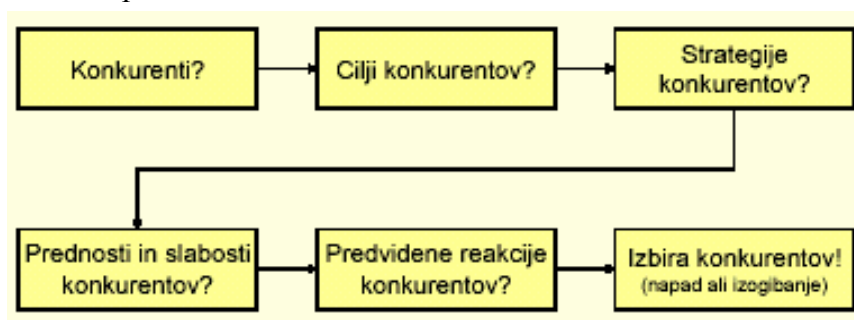 Konkurenti?
Cilji konkurentov?
Strategije
konkurentov?
Prednosti in slabosti
konkurentov?
Predvidene reakcije
konkurentov?
Izbira konkurentov!
(napad ali izogibanje)